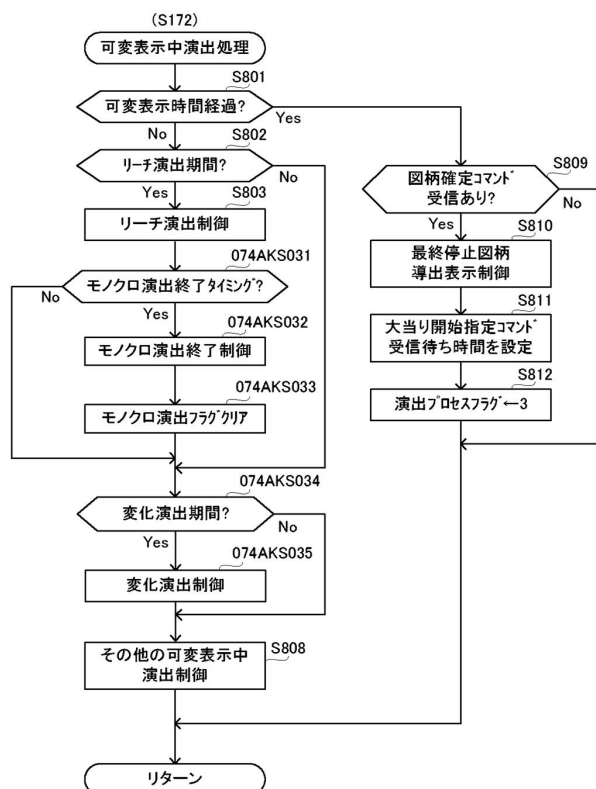 (S172)
可変表示中演出処理
S801
可変表示時間経過?
Yes
No
S802
リーチ演出期間?
No
Yes
S803
リーチ演出制御
074AKS031
モノクロ演出終了ﾀｲﾐﾝｸﾞ?
No
Yes
074AKS032
モノクロ演出終了制御
074AKS033
モノクロ演出ﾌﾗｸﾞｸﾘｱ
074AKS034
変化演出期間?
No
Yes
074AKS035
変化演出制御
S808
その他の可変表示中
演出制御
S809
図柄確定ｺﾏﾝﾄﾞ
受信あり?
No
Yes
S810
最終停止図柄
導出表示制御
S811
大当り開始指定ｺﾏﾝﾄﾞ
受信待ち時間を設定
S812
演出ﾌﾟﾛｾｽﾌﾗｸﾞ←3
リターン